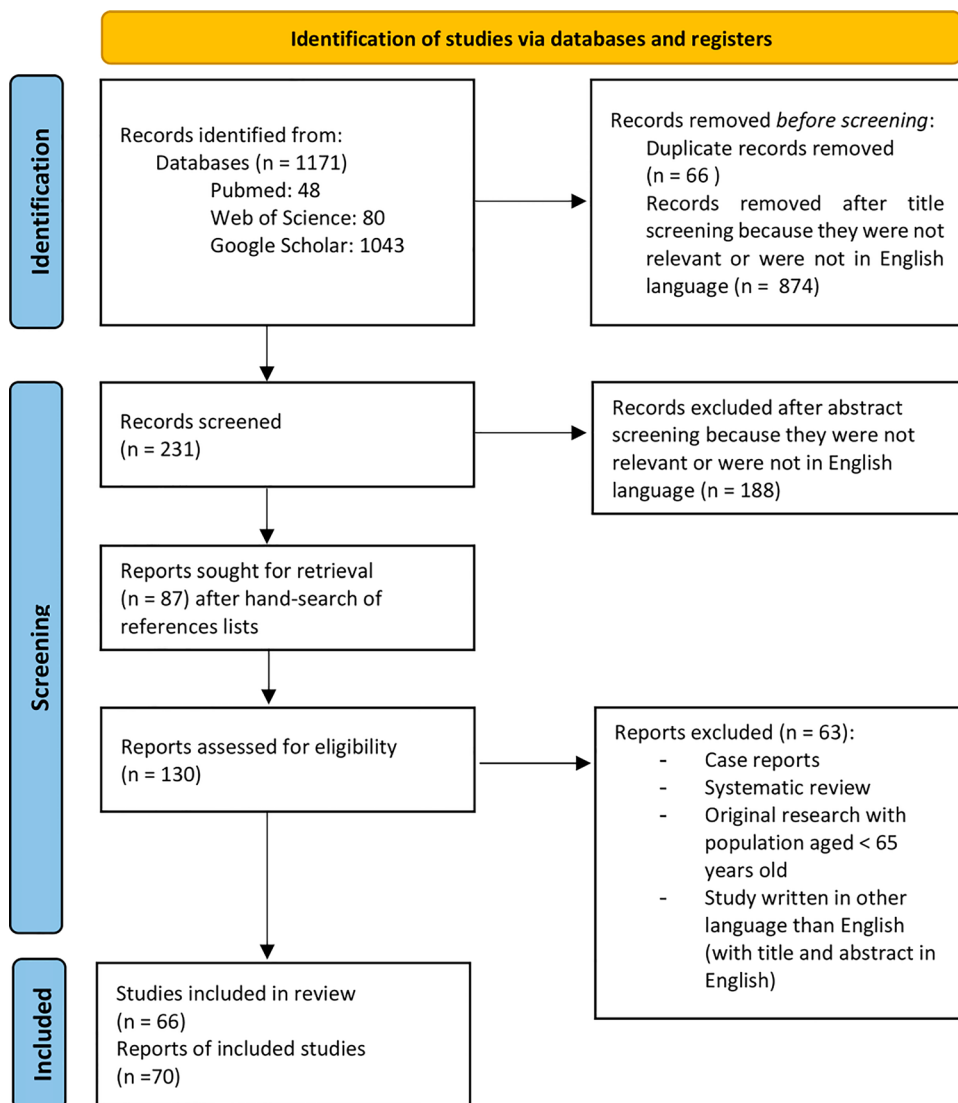 Identification of studies via databases and registers
Identification
Records identified from:
Databases (n = 1171)
Pubmed: 48
Web of Science: 80
Google Scholar: 1043
Records removed before screening:
Duplicate records removed
(n = 66 )
Records removed after title
screening because they were not
relevant or were not in English
language (n = 874)
Screening
Records screened
(n = 231)
Records excluded after abstract
screening because they were not
relevant or were not in English
language (n = 188)
Reports sought for retrieval
(n = 87) after hand-search of
references lists
Reports assessed for eligibility
(n = 130)
Reports excluded (n = 63):
- Case reports
- Systematic review
- Original research with
population aged < 65
years old
- Study written in other
language than English
(with title and abstract in
English)
Included
Studies included in review
(n = 66)
Reports of included studies
(n =70)